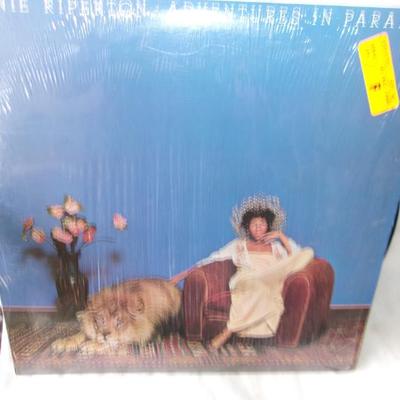 NIE RIPERTON: ADVENTURES IN PARA